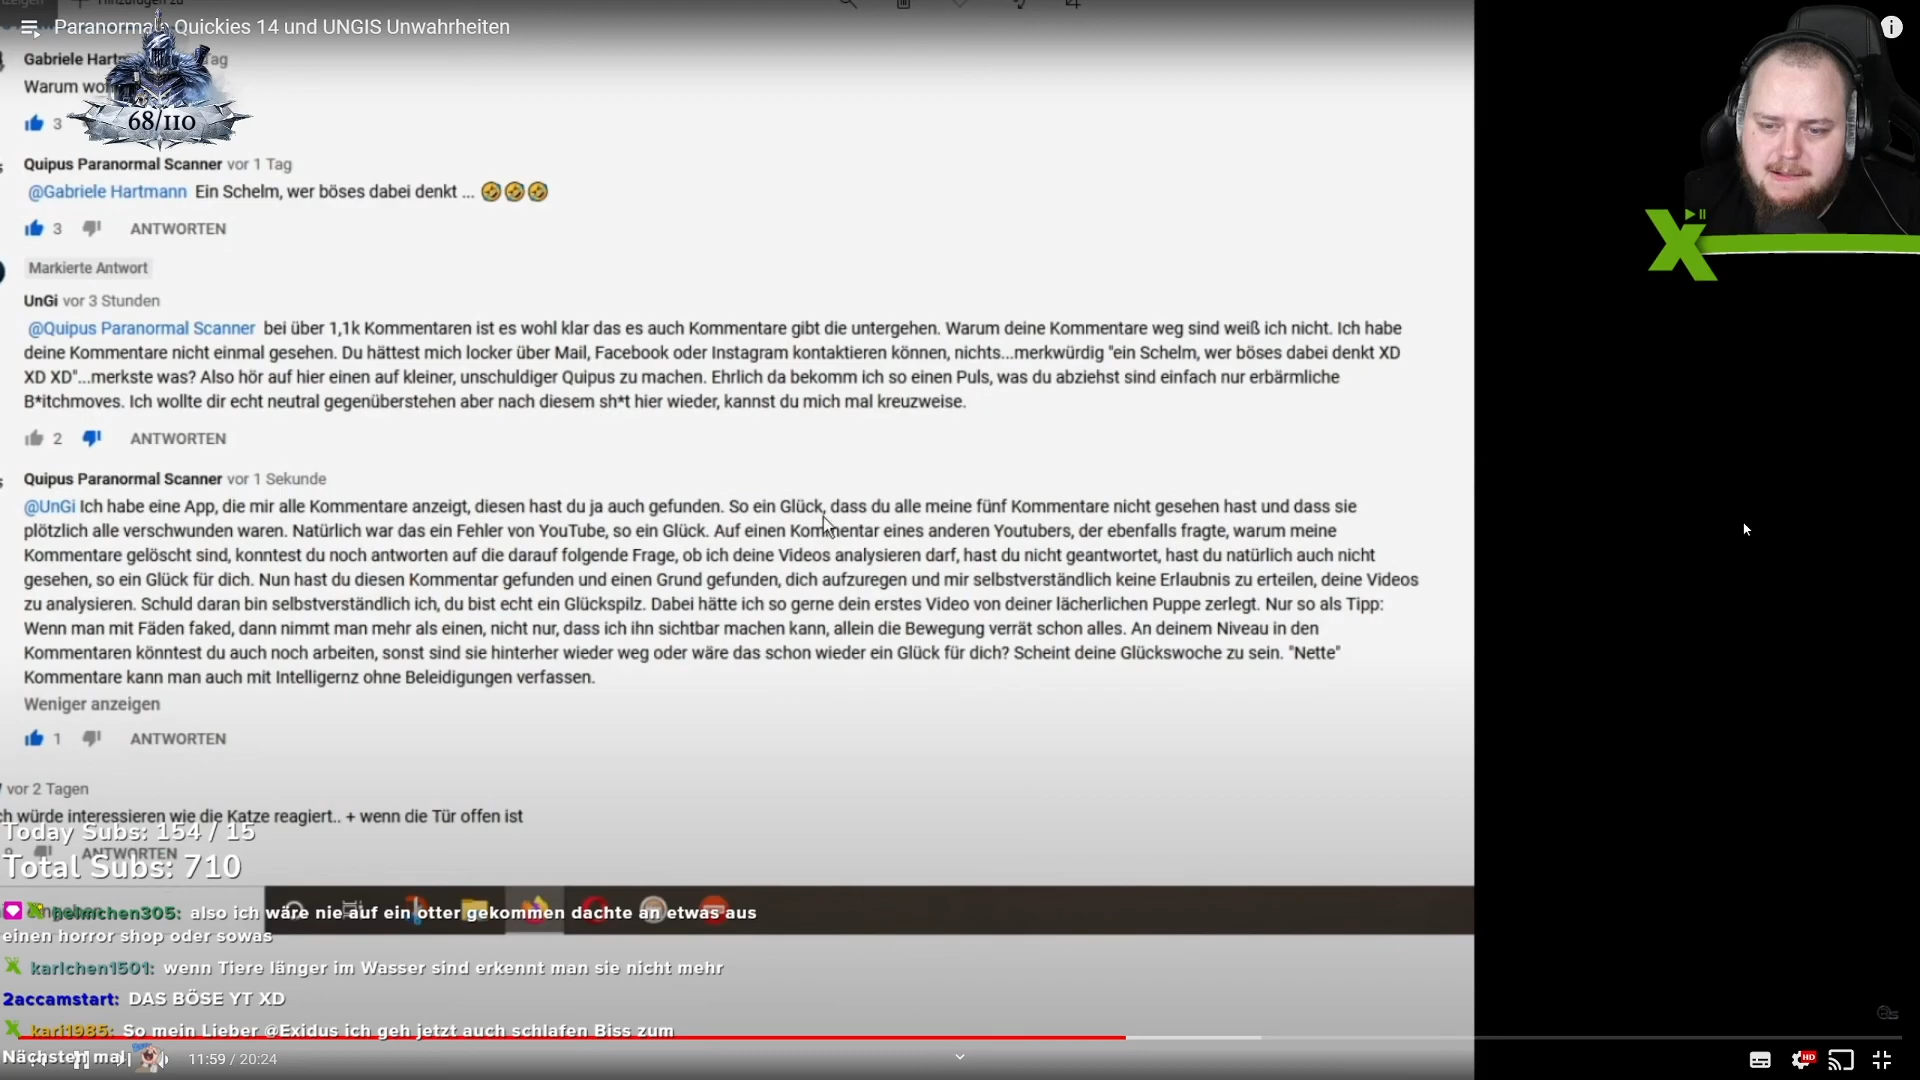 Paranormal Quickies 14 und UNGIS Unwahrheiten
Gabriele
Warum
68/110
3
Quipus Paranormal Scanner vor 1 Tag
@Gabriele Hartmann Ein Schelm, wer böses dabei denkt ... 🤣🤣🤣
3 ANTWORTEN
Markierte Antwort
UnGi vor 3 Stunden
@Quipus Paranormal Scanner bei über 1,1k Kommentaren ist es wohl klar das es auch Kommentare gibt die untergehen. Warum deine Kommentare weg sind weiß ich nicht. Ich habe
deine Kommentare nicht einmal gesehen. Du hättest mich locker über Mail, Facebook oder Instagram kontaktieren können, nichts...merkwürdig "ein Schelm, wer böses dabei denkt XD
XD XD"...merkste was? Also hör auf hier einen auf kleiner, unschuldiger Quipus zu machen. Ehrlich da bekomm ich so einen Puls, was du abziehst sind einfach nur erbärmliche
B*itchmoves. Ich wollte dir echt neutral gegenüberstehen aber nach diesem sh*t hier wieder, kannst du mich mal kreuzweise.
2 ANTWORTEN
Quipus Paranormal Scanner vor 1 Sekunde
@UnGi Ich habe eine App, die mir alle Kommentare anzeigt, diesen hast du ja auch gefunden. So ein Glück, dass du alle meine fünf Kommentare nicht gesehen hast und dass sie
plötzlich alle verschwunden waren. Natürlich war das ein Fehler von YouTube, so ein Glück. Auf einen Kommentar eines anderen Youtubers, der ebenfalls fragte, warum meine
Kommentare gelöscht sind, konntest du noch antworten auf die darauf folgende Frage, ob ich deine Videos analysieren darf, hast du nicht geantwortet, hast du natürlich auch nicht
gesehen, so ein Glück für dich. Nun hast du diesen Kommentar gefunden und einen Grund gefunden, dich aufzuregen und mir selbstverständlich keine Erlaubnis zu erteilen, deine Videos
zu analysieren. Schuld daran bin selbstverständlich ich, du bist echt ein Glückspilz. Dabei hätte ich so gerne dein erstes Video von deiner lächerlichen Puppe zerlegt. Nur so als Tipp:
Wenn man mit Fäden faked, dann nimmt man mehr als einen, nicht nur, dass ich ihn sichtbar machen kann, allein die Bewegung verrät schon alles. An deinem Niveau in den
Kommentaren könntest du auch noch arbeiten, sonst sind sie hinterher wieder weg oder wäre das schon wieder ein Glück für dich? Scheint deine Glückswoche zu sein. "Nette"
Kommentare kann man auch mit Intelligernz ohne Beleidigungen verfassen.
Weniger anzeigen
1 ANTWORTEN
vor 2 Tagen
ch würde interessieren wie die Katze reagiert.. + wenn die Tür offen ist
Today Subs: 154 / 15
ANTWORTEN
Total Subs: 710
heimchen305: also ich wäre nie auf ein otter gekommen dachte an etwas aus
einen horror shop oder sowas
karlchen1501: wenn Tiere länger im Wasser sind erkennt man sie nicht mehr
2accamstart: DAS BÖSE YT XD
kari1985: So mein Lieber @Exidus ich geh jetzt auch schlafen Biss zum
Nächsten mal
11:59 / 20:24
HD